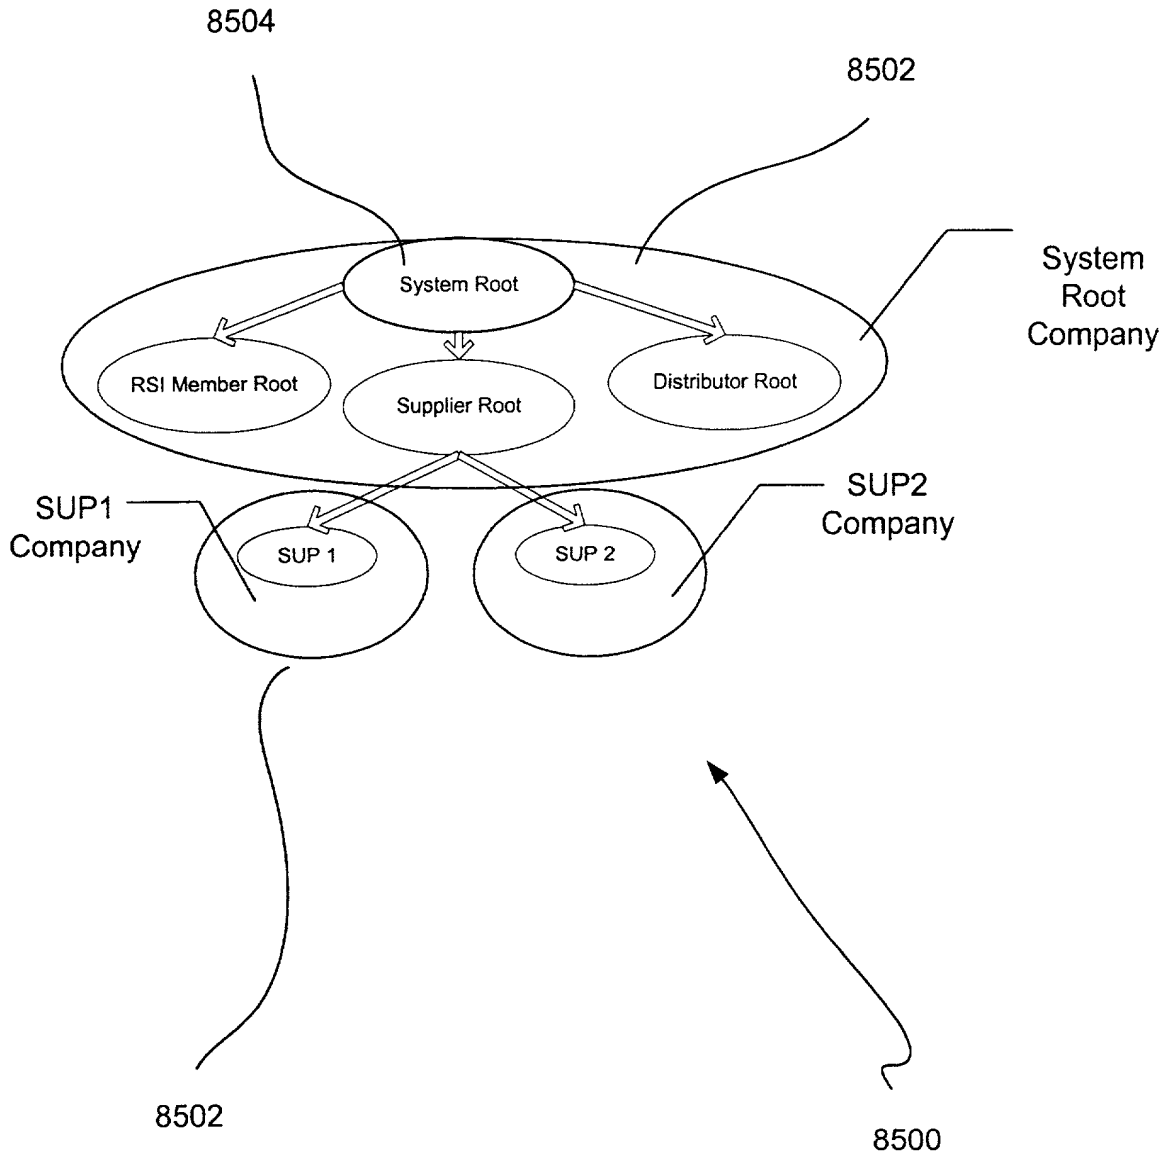 8504
8502
System Root
System
Root
Company
RSI Member Root
Supplier Root
Distributor Root
SUP1
Company
SUP2
Company
SUP 1
SUP 2
8502
8500